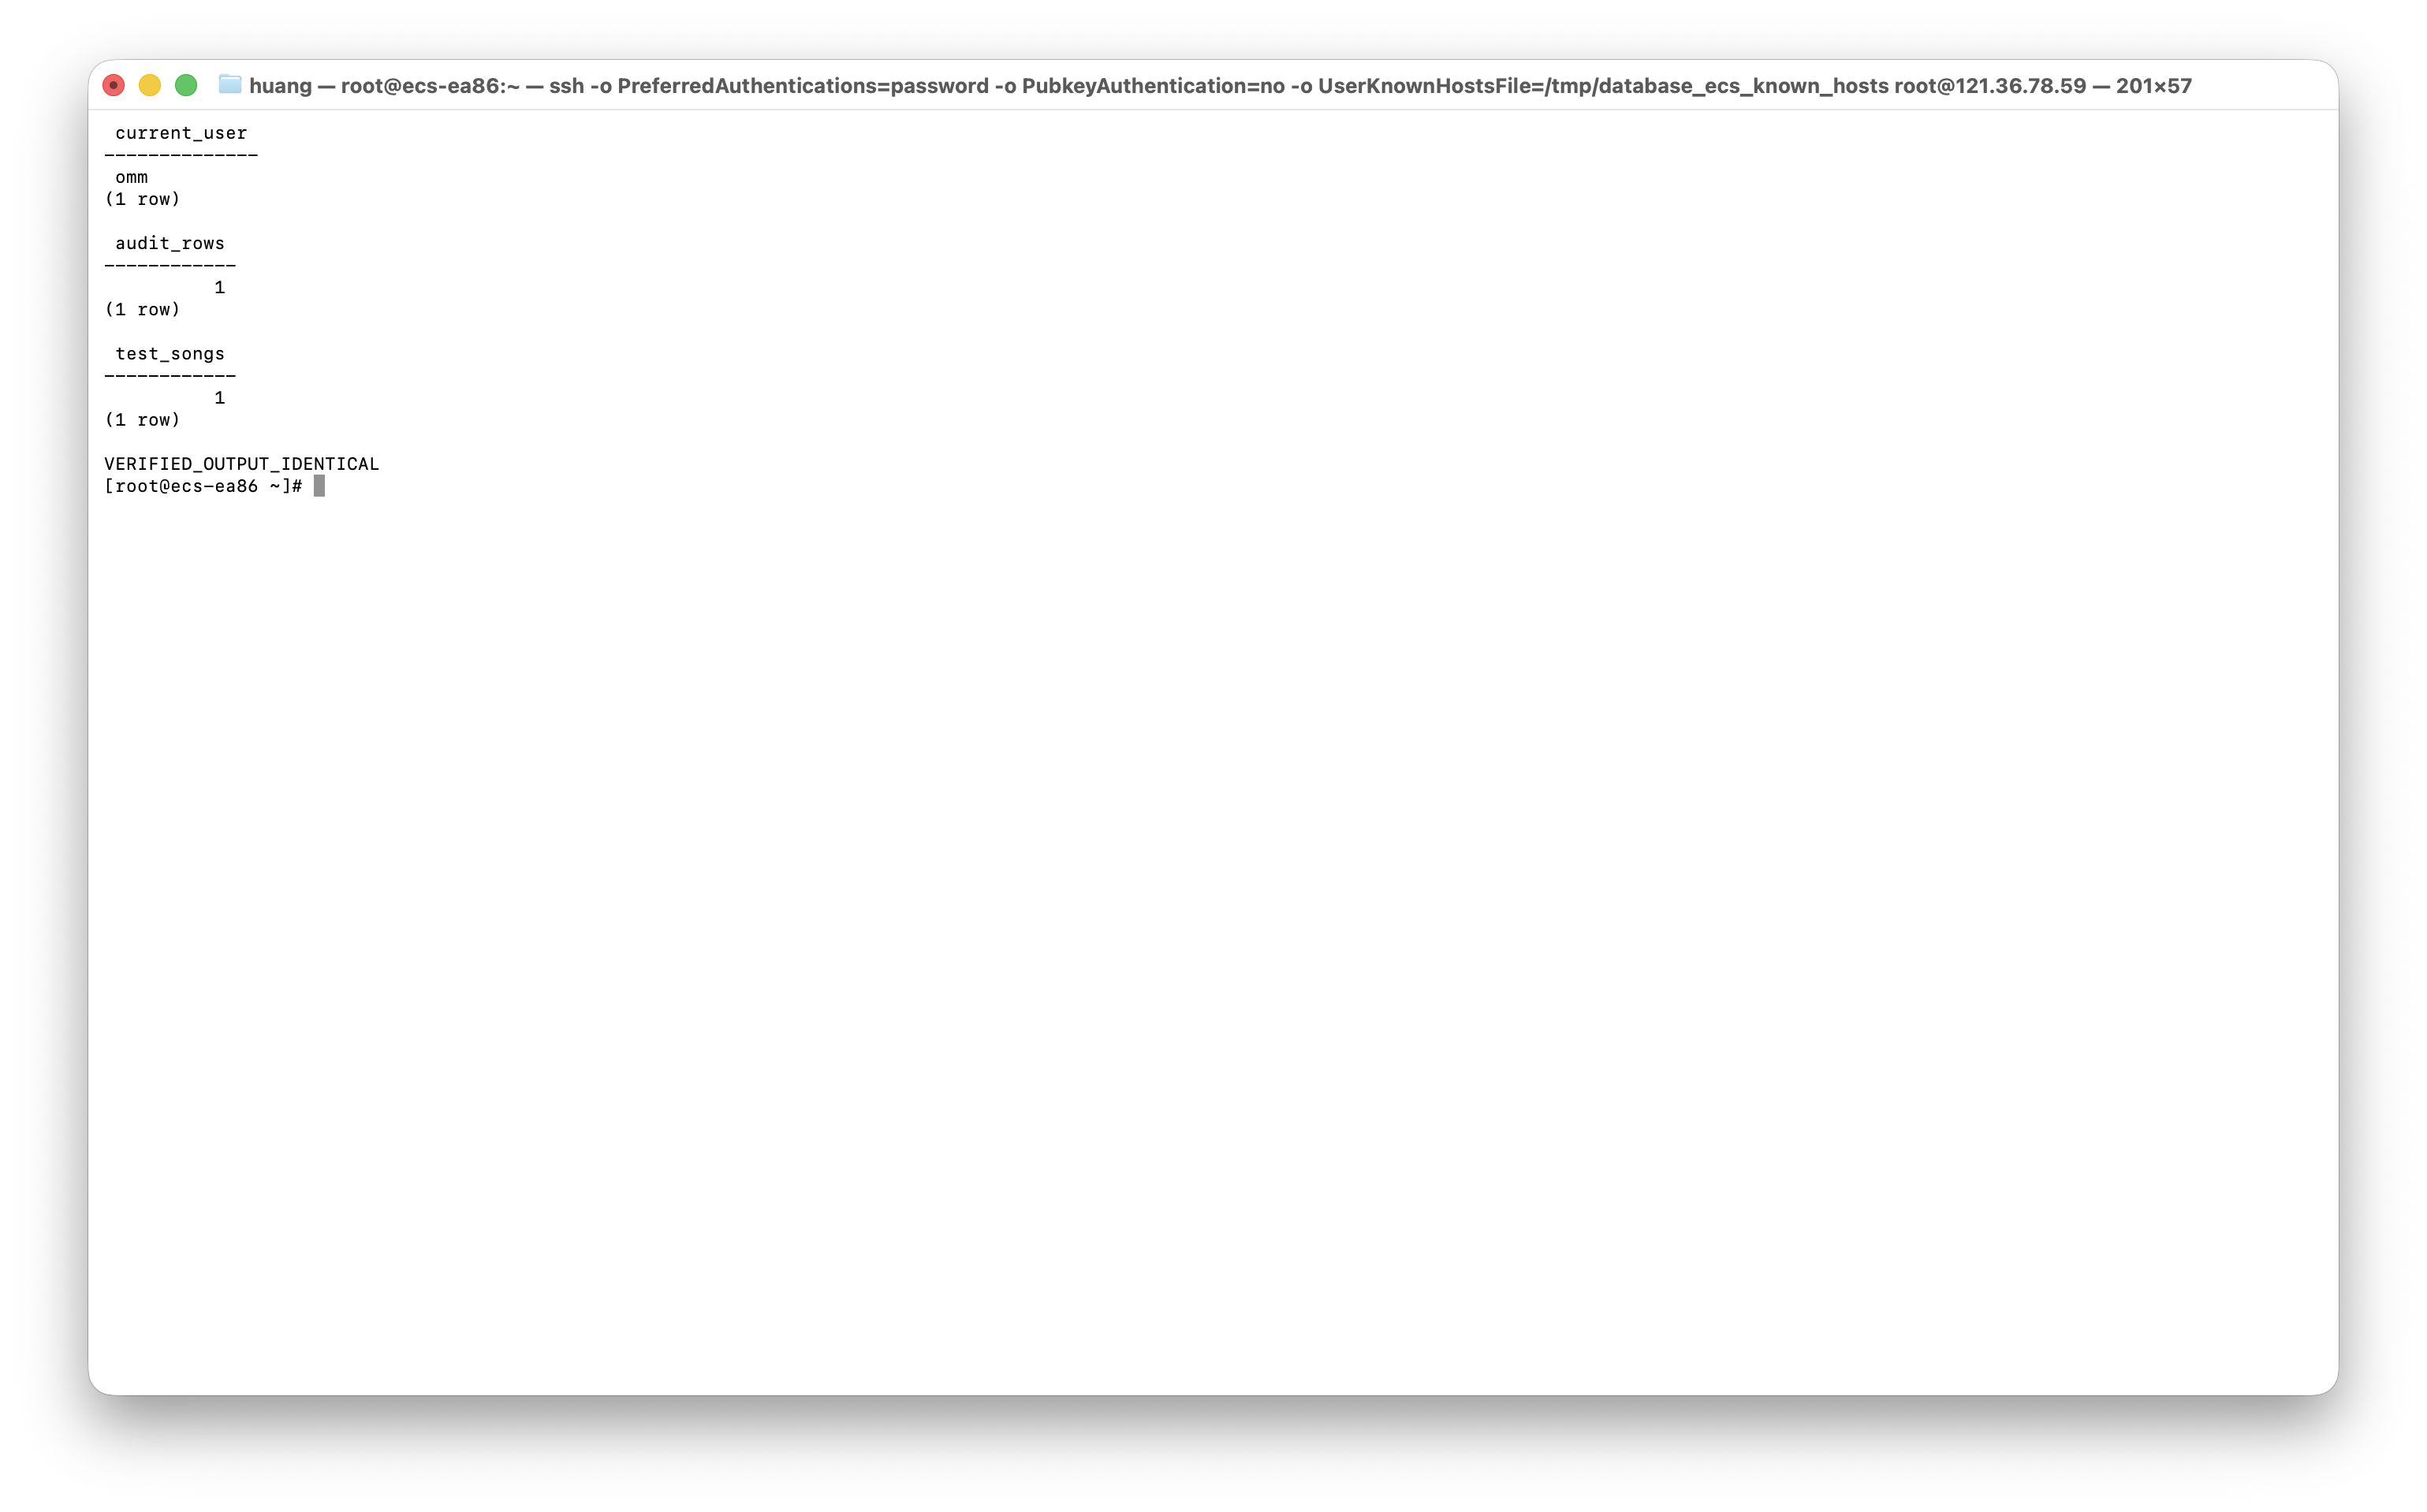 huang — root@ecs-ea86:~ — ssh -o PreferredAuthentications=password -o PubkeyAuthentication=no -o UserKnownHostsFile=/tmp/database_ecs_known_hosts root@121.36.78.59 — 201×57
current_user
--------------
omm
(1 row)
audit_rows
------------
1
(1 row)
test_songs
------------
1
(1 row)
VERIFIED_OUTPUT_IDENTICAL
[root@ecs-ea86 ~]#